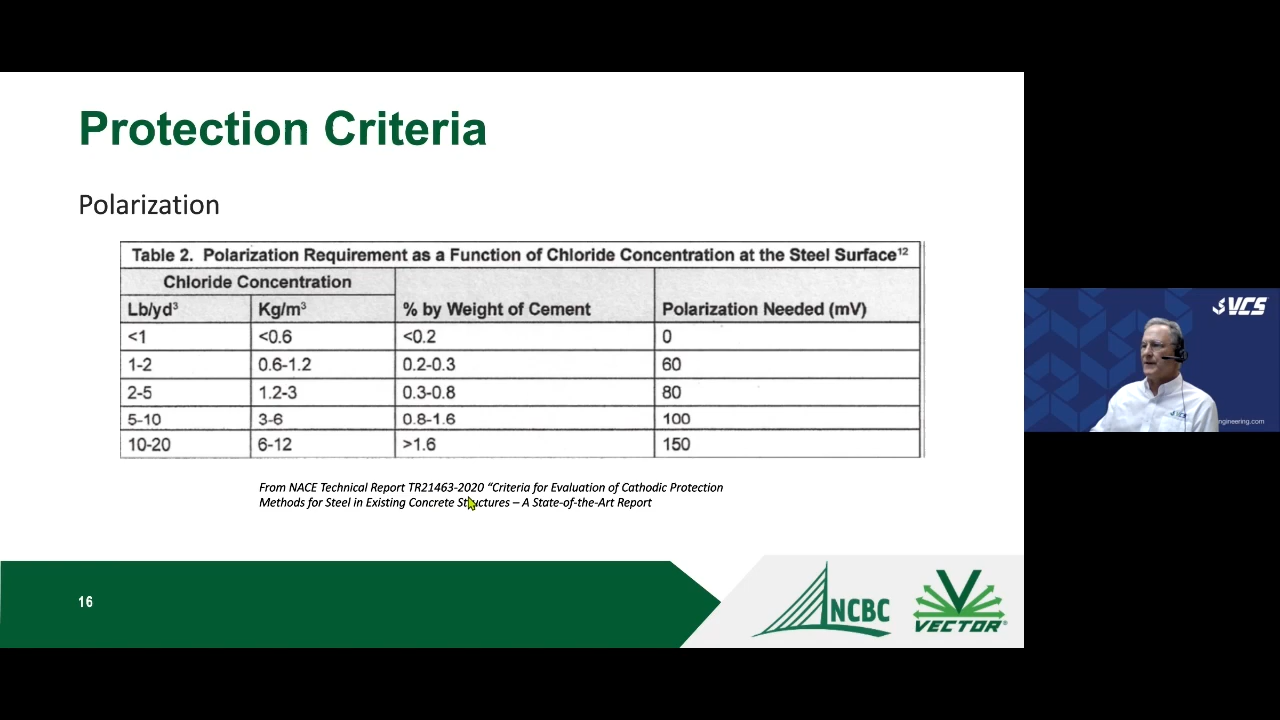 Protection Criteria
Polarization
Table 2. Polarization Requirement as a Function of Chloride Concentration at the Steel Surface¹²
Chloride Concentration
Lb/yd³ Kg/m³ % by Weight of Cement Polarization Needed (mV)
<1 <0.6 <0.2 0
1-2 0.6-1.2 0.2-0.3 60
2-5 1.2-3 0.3-0.8 80
5-10 3-6 0.8-1.6 100
10-20 6-12 >1.6 150
From NACE Technical Report TR21463-2020 “Criteria for Evaluation of Cathodic Protection
Methods for Steel in Existing Concrete Structures – A State-of-the-Art Report
16
NCBC
VECTOR®
VCS
ngineering.com